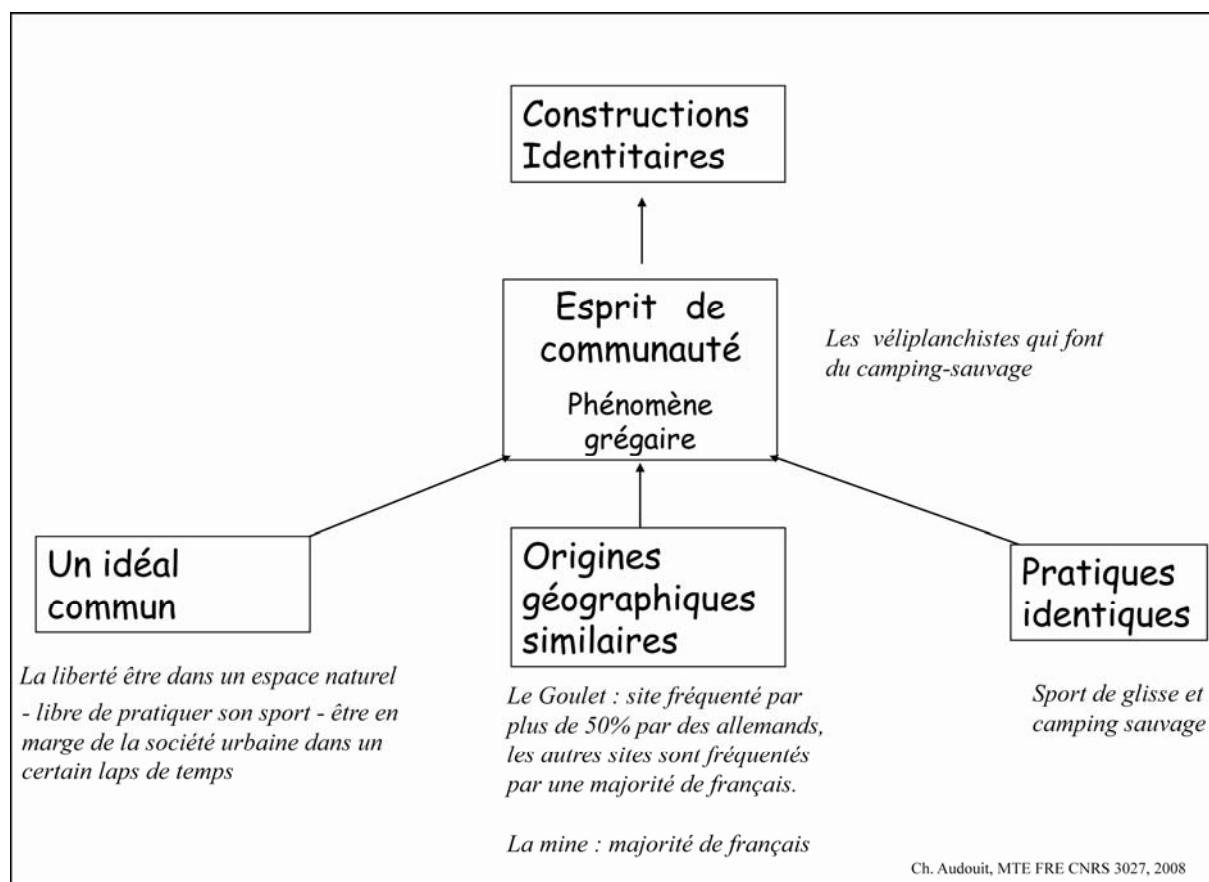 Constructions
Identitaires
Esprit de
communauté
Phénomène
grégaire
Les véliplanchistes qui font
du camping-sauvage
Un idéal
commun
La liberté être dans un espace naturel
- libre de pratiquer son sport - être en
marge de la société urbaine dans un
certain laps de temps
Origines
géographiques
similaires
Le Goulet : site fréquenté par
plus de 50% par des allemands,
les autres sites sont fréquentés
par une majorité de français.
La mine : majorité de français
Pratiques
identiques
Sport de glisse et
camping sauvage
Ch. Audouit, MTE FRE CNRS 3027, 2008